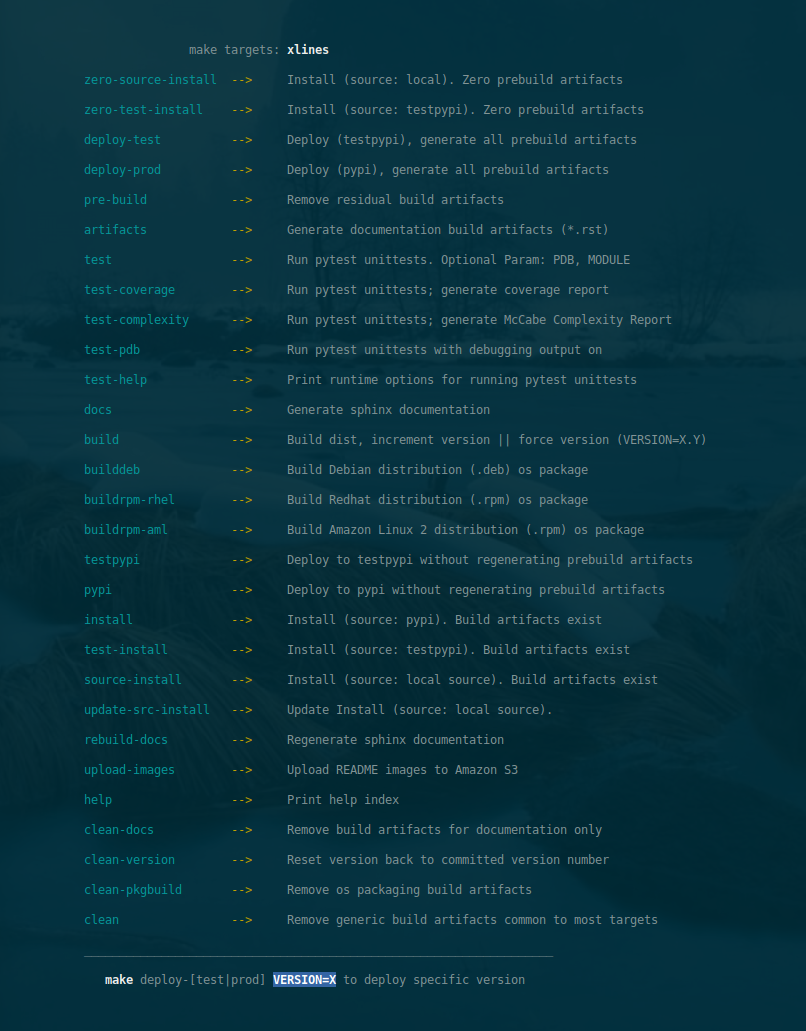 make targets: xlines
zero-source-install --> Install (source: local). Zero prebuild artifacts
zero-test-install --> Install (source: testpypi). Zero prebuild artifacts
deploy-test --> Deploy (testpypi), generate all prebuild artifacts
deploy-prod --> Deploy (pypi), generate all prebuild artifacts
pre-build --> Remove residual build artifacts
artifacts --> Generate documentation build artifacts (*.rst)
test --> Run pytest unittests. Optional Param: PDB, MODULE
test-coverage --> Run pytest unittests; generate coverage report
test-complexity --> Run pytest unittests; generate McCabe Complexity Report
test-pdb --> Run pytest unittests with debugging output on
test-help --> Print runtime options for running pytest unittests
docs --> Generate sphinx documentation
build --> Build dist, increment version || force version (VERSION=X.Y)
builddeb --> Build Debian distribution (.deb) os package
buildrpm-rhel --> Build Redhat distribution (.rpm) os package
buildrpm-aml --> Build Amazon Linux 2 distribution (.rpm) os package
testpypi --> Deploy to testpypi without regenerating prebuild artifacts
pypi --> Deploy to pypi without regenerating prebuild artifacts
install --> Install (source: pypi). Build artifacts exist
test-install --> Install (source: testpypi). Build artifacts exist
source-install --> Install (source: local source). Build artifacts exist
update-src-install --> Update Install (source: local source).
rebuild-docs --> Regenerate sphinx documentation
upload-images --> Upload README images to Amazon S3
help --> Print help index
clean-docs --> Remove build artifacts for documentation only
clean-version --> Reset version back to committed version number
clean-pkgbuild --> Remove os packaging build artifacts
clean --> Remove generic build artifacts common to most targets
make deploy-[test|prod] VERSION=X to deploy specific version